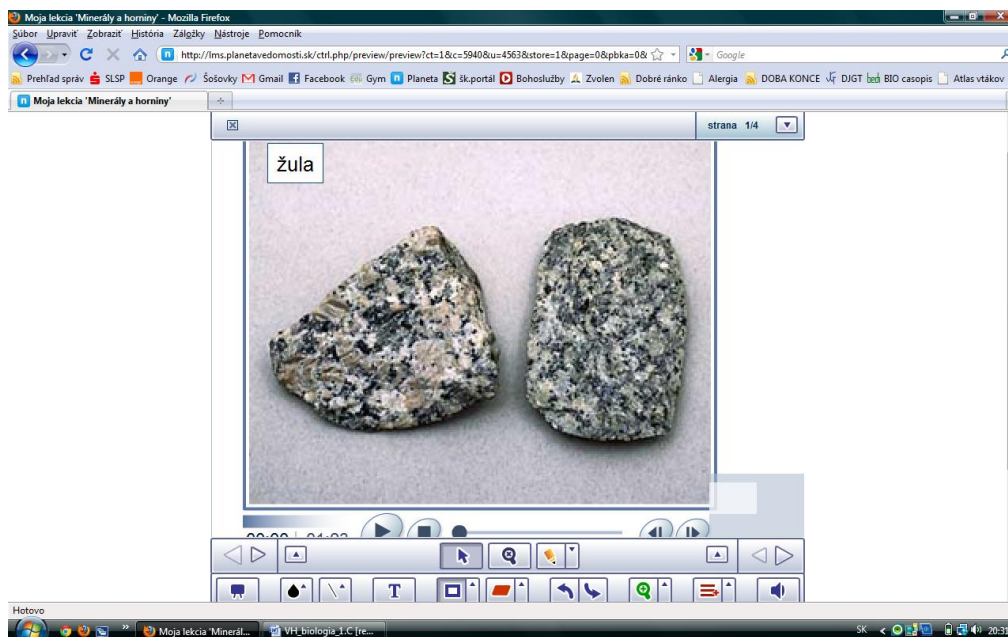 Moja lekcia 'Minerály a horniny' - Mozilla Firefox
Súbor Upraviť Zobraziť História Záložky Nástroje Pomocník
http://lms.planetavedomosti.sk/ctrl.php/preview/preview?ct=1&c=5940&u=4563&store=1&page=0&pbka=0& Google
Prehľad správ SLSP Orange Šošovky Gmail Facebook Gym Planeta šk.portál Bohoslužby Zvolen Dobré ránko Alergia DOBA KONCE DJGT BIO casopis Atlas vtákov
Moja lekcia 'Minerály a horniny'
strana 1/4
žula
T
Hotovo
Moja lekcia 'Minerál... VH_biologia_1.C [re... SK